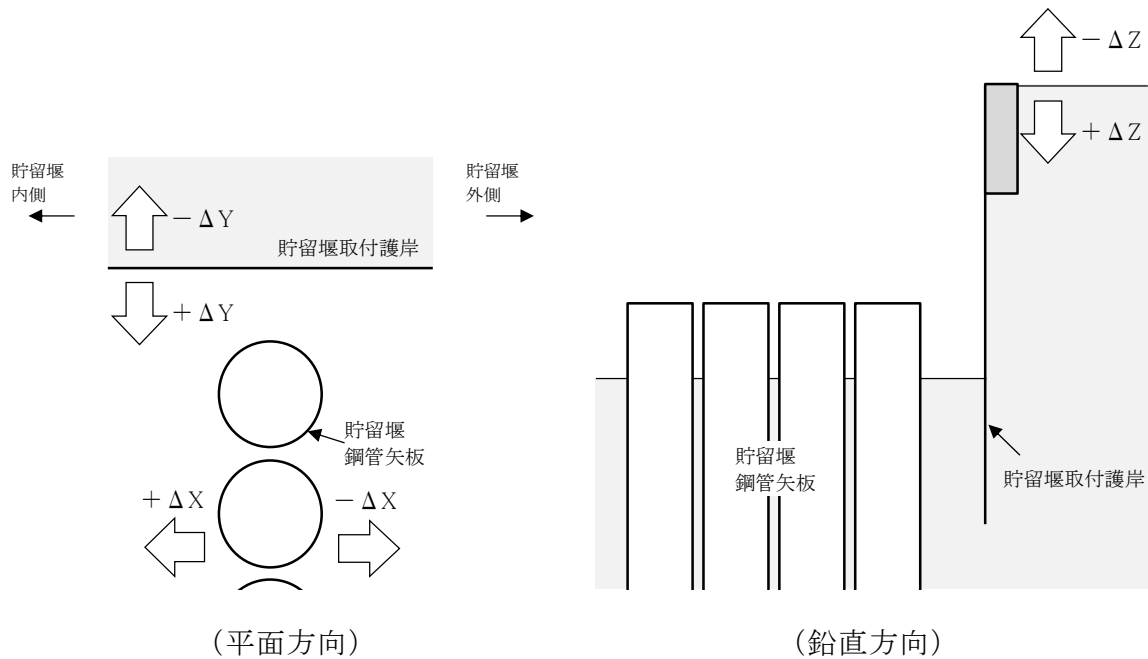 貯留堰
内側
－ΔY
貯留堰取付護岸
＋ΔY
貯留堰
外側
貯留堰
鋼管矢板
＋ΔX
－ΔX
（平面方向）
－ΔZ
＋ΔZ
貯留堰
鋼管矢板
貯留堰取付護岸
（鉛直方向）